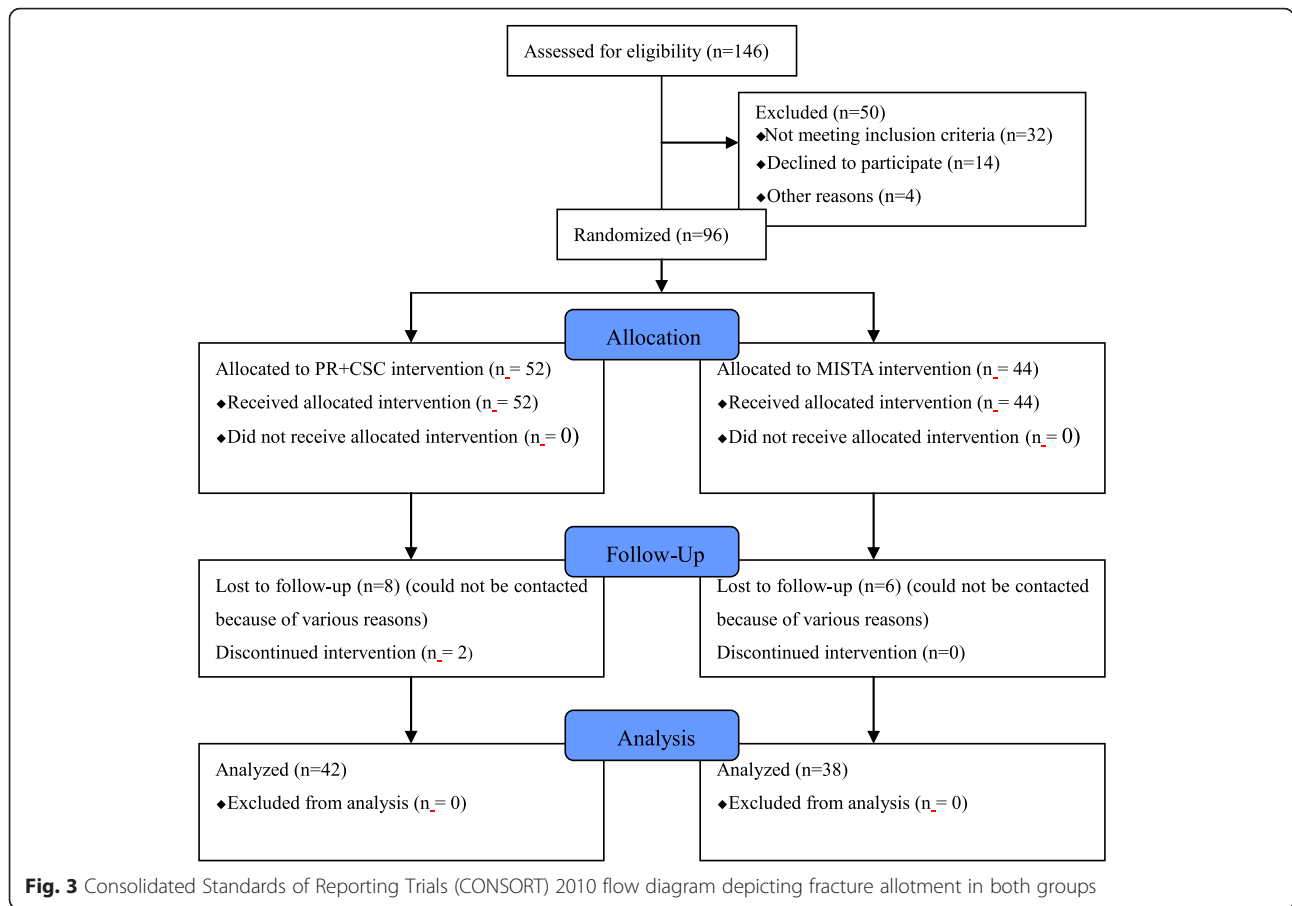 Assessed for eligibility (n=146)
Excluded (n=50)
◆Not meeting inclusion criteria (n=32)
◆Declined to participate (n=14)
◆Other reasons (n=4)
Randomized (n=96)
Allocation
Allocated to PR+CSC intervention (n = 52)
◆Received allocated intervention (n = 52)
◆Did not receive allocated intervention (n = 0)
Allocated to MISTA intervention (n = 44)
◆Received allocated intervention (n = 44)
◆Did not receive allocated intervention (n = 0)
Follow-Up
Lost to follow-up (n=8) (could not be contacted
because of various reasons)
Discontinued intervention (n = 2)
Lost to follow-up (n=6) (could not be contacted
because of various reasons)
Discontinued intervention (n=0)
Analysis
Analyzed (n=42)
◆Excluded from analysis (n = 0)
Analyzed (n=38)
◆Excluded from analysis (n = 0)
Fig. 3 Consolidated Standards of Reporting Trials (CONSORT) 2010 flow diagram depicting fracture allotment in both groups